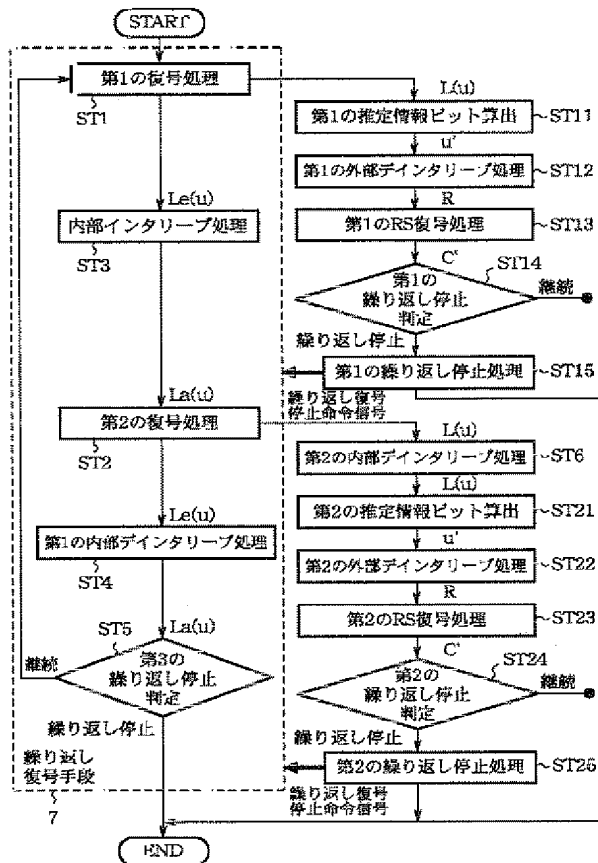 START
第1の復号処理
ST1
L(u)
第1の推定情報ビット算出
ST11
u'
第1の外部デインタリーブ処理
ST12
R
第1のRS復号処理
ST13
C'
ST14
第1の
繰り返し停止
判定
継続
繰り返し停止
第1の繰り返し停止処理
ST15
繰り返し復号
停止命令信号
Le(u)
内部インタリーブ処理
ST3
La(u)
第2の復号処理
ST2
L(u)
第2の内部デインタリーブ処理
ST6
L(u)
第2の推定情報ビット算出
ST21
u'
第2の外部デインタリーブ処理
ST22
R
第2のRS復号処理
ST23
C'
ST24
第2の
繰り返し停止
判定
継続
繰り返し停止
第2の繰り返し停止処理
ST25
繰り返し復号
停止命令信号
Le(u)
第1の内部デインタリーブ処理
ST4
La(u)
ST5
第3の
繰り返し停止
判定
継続
繰り返し停止
繰り返し
復号手段
7
END